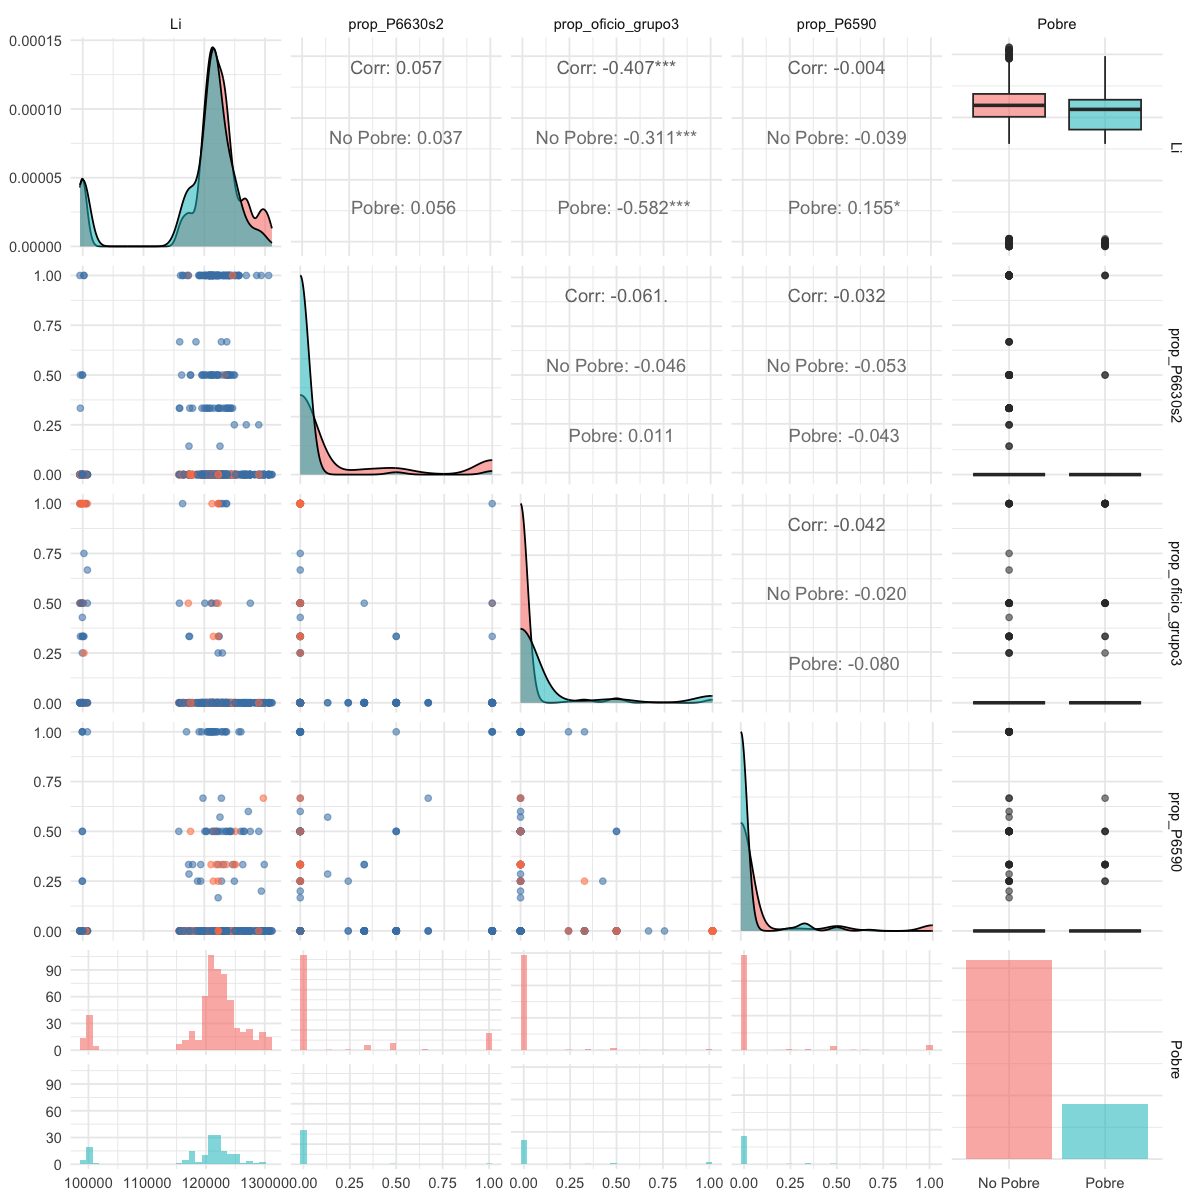 Li prop_P6630s2 prop_oficio_grupo3 prop_P6590 Pobre
0.00015
0.00010
0.00005
0.00000
Corr: 0.057
No Pobre: 0.037
Pobre: 0.056
Corr: -0.407***
No Pobre: -0.311***
Pobre: -0.582***
Corr: -0.004
No Pobre: -0.039
Pobre: 0.155*
Li
1.00
0.75
0.50
0.25
0.00
Corr: -0.061.
No Pobre: -0.046
Pobre: 0.011
Corr: -0.032
No Pobre: -0.053
Pobre: -0.043
prop_P6630s2
1.00
0.75
0.50
0.25
0.00
Corr: -0.042
No Pobre: -0.020
Pobre: -0.080
prop_oficio_grupo3
1.00
0.75
0.50
0.25
0.00
prop_P6590
90
60
30
0
90
60
30
0
Pobre
100000 110000 120000 130000 0.00 0.25 0.50 0.75 1.00 0.00 0.25 0.50 0.75 1.00 0.00 0.25 0.50 0.75 1.00 No Pobre Pobre